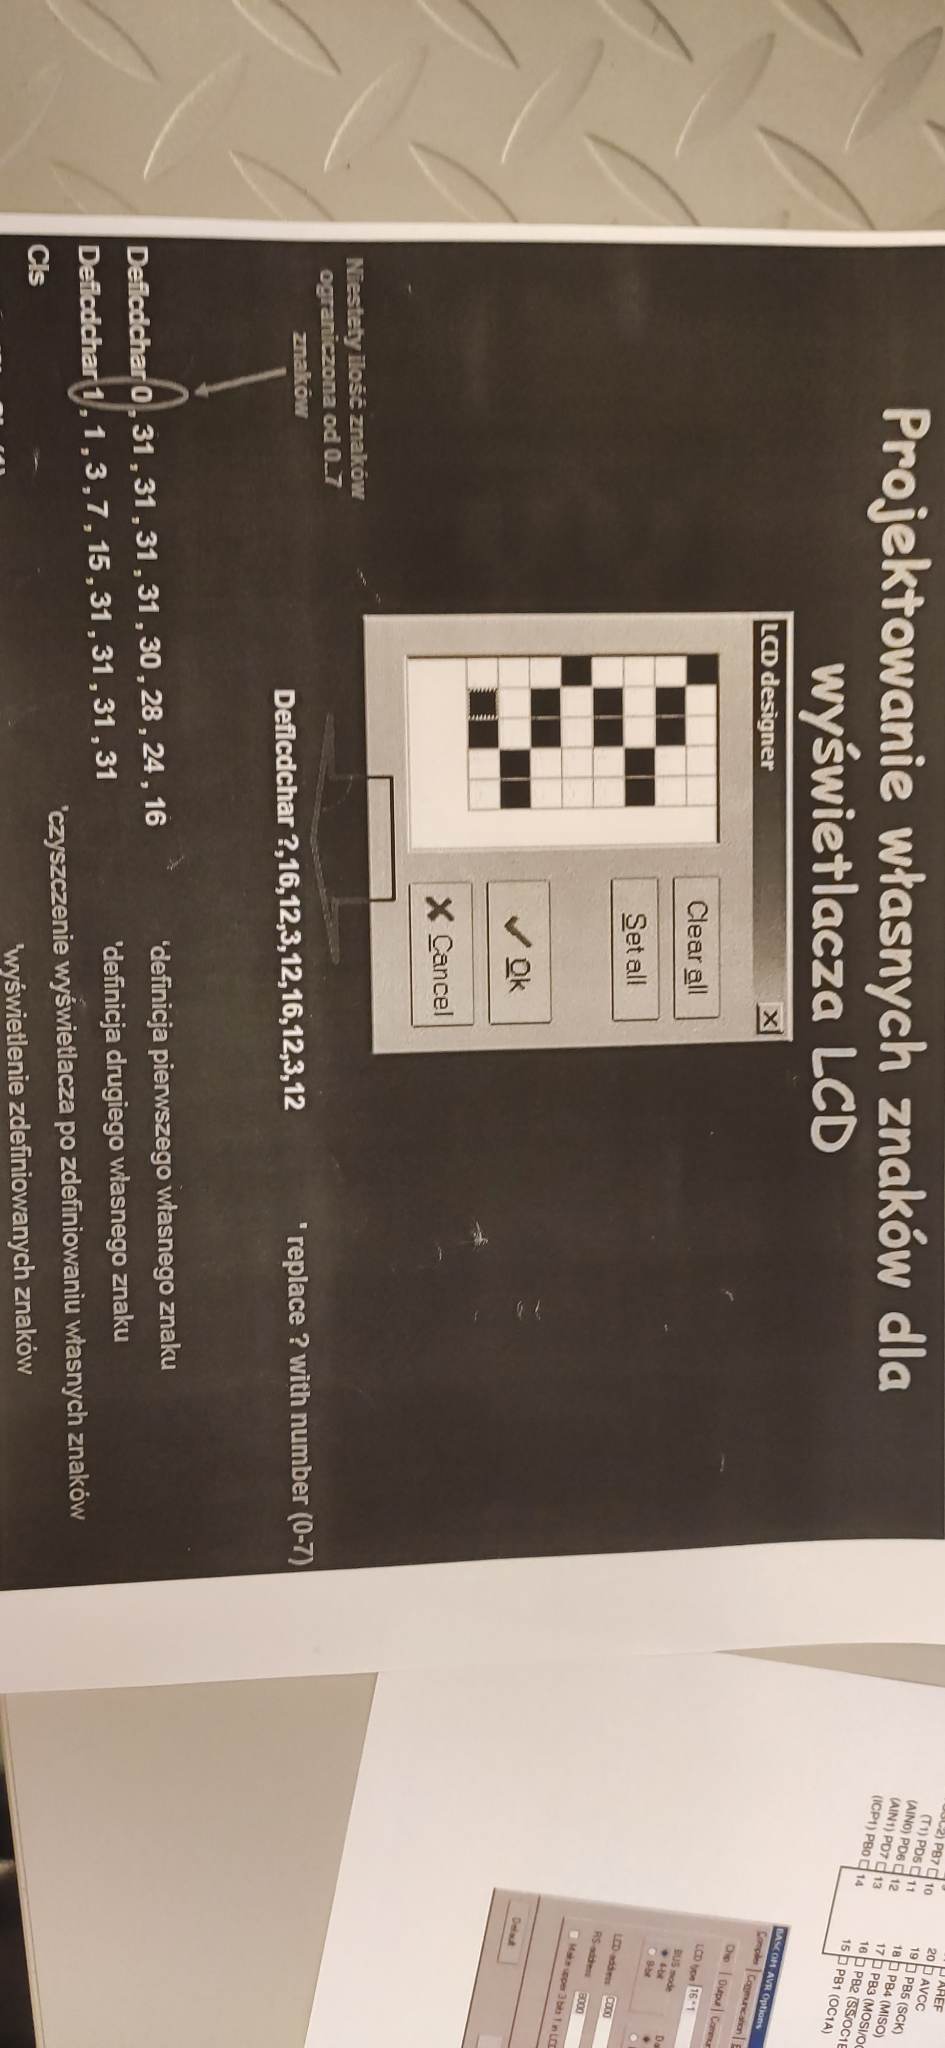 Projektowanie własnych znaków dla
wyświetlacza LCD
LCD designer
Clear all
Set all
Ok
Cancel
Niestety ilość znaków
ograniczona od 0..7
znaków
Deflcdchar ?,16,12,3,12,16,12,3,12
' replace ? with number (0-7)
Deflcdchar 0 , 31 , 31 , 31 , 31 , 30 , 28 , 24 , 16
'definicja pierwszego własnego znaku
Deflcdchar 1 , 1 , 3 , 7 , 15 , 31 , 31 , 31 , 31
'definicja drugiego własnego znaku
Cls
'czyszczenie wyświetlacza po zdefiniowaniu własnych znaków
'wyświetlenie zdefiniowanych znaków
PB7 10
(T1) PD5 11
(AIN0) PD6 12
(AIN1) PD7 13
(ICP1) PB0 14
AREF
20 AVCC
19 PB5 (SCK)
18 PB4 (MISO)
17 PB3 (MOSI/OC
16 PB2 (SS/OC1B
15 PB1 (OC1A)
BASCOM-AVR Options
Compiler Communication
Chip Output Commun
LCD type 16*1
BUS mode
4-bit
8-bit
LCD-address C000
RS-address 8000
Make upper 3 bits 1 in LCD
Default